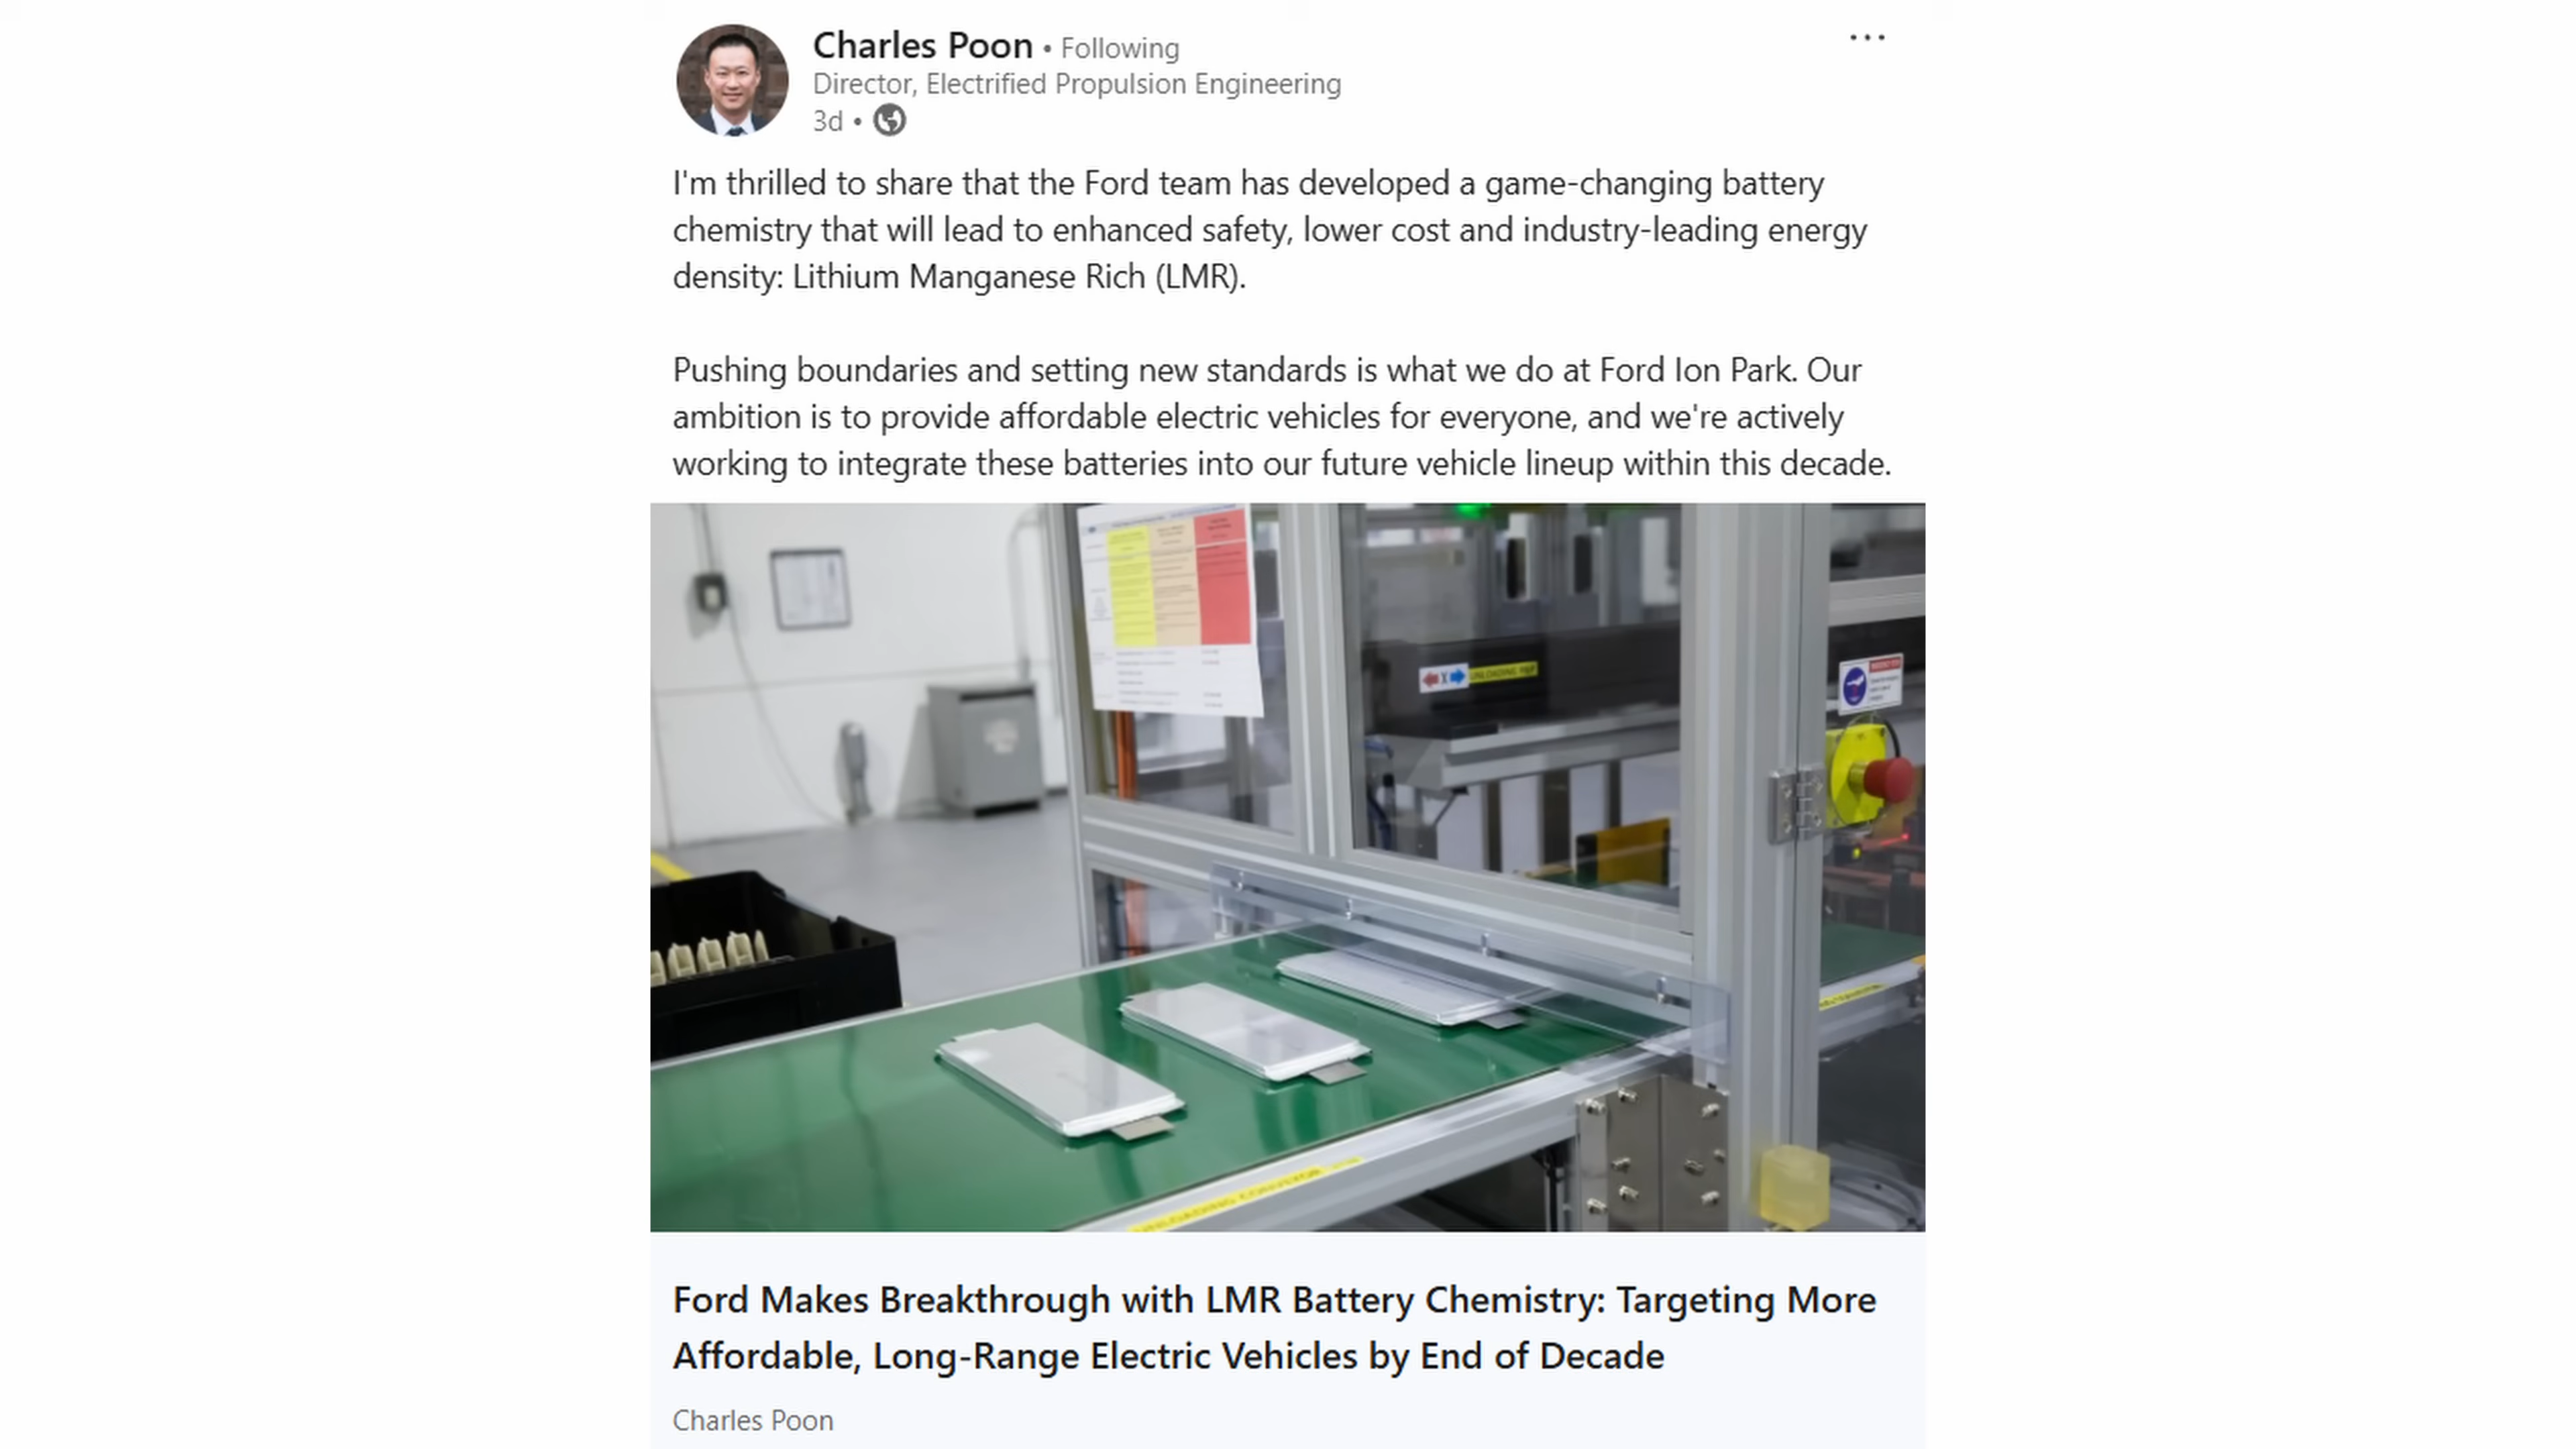 Charles Poon • Following
Director, Electrified Propulsion Engineering
3d •
I'm thrilled to share that the Ford team has developed a game-changing battery
chemistry that will lead to enhanced safety, lower cost and industry-leading energy
density: Lithium Manganese Rich (LMR).
Pushing boundaries and setting new standards is what we do at Ford Ion Park. Our
ambition is to provide affordable electric vehicles for everyone, and we're actively
working to integrate these batteries into our future vehicle lineup within this decade.
X UNLOADING
UNLOADING CONVEYOR
Ford Makes Breakthrough with LMR Battery Chemistry: Targeting More
Affordable, Long-Range Electric Vehicles by End of Decade
Charles Poon